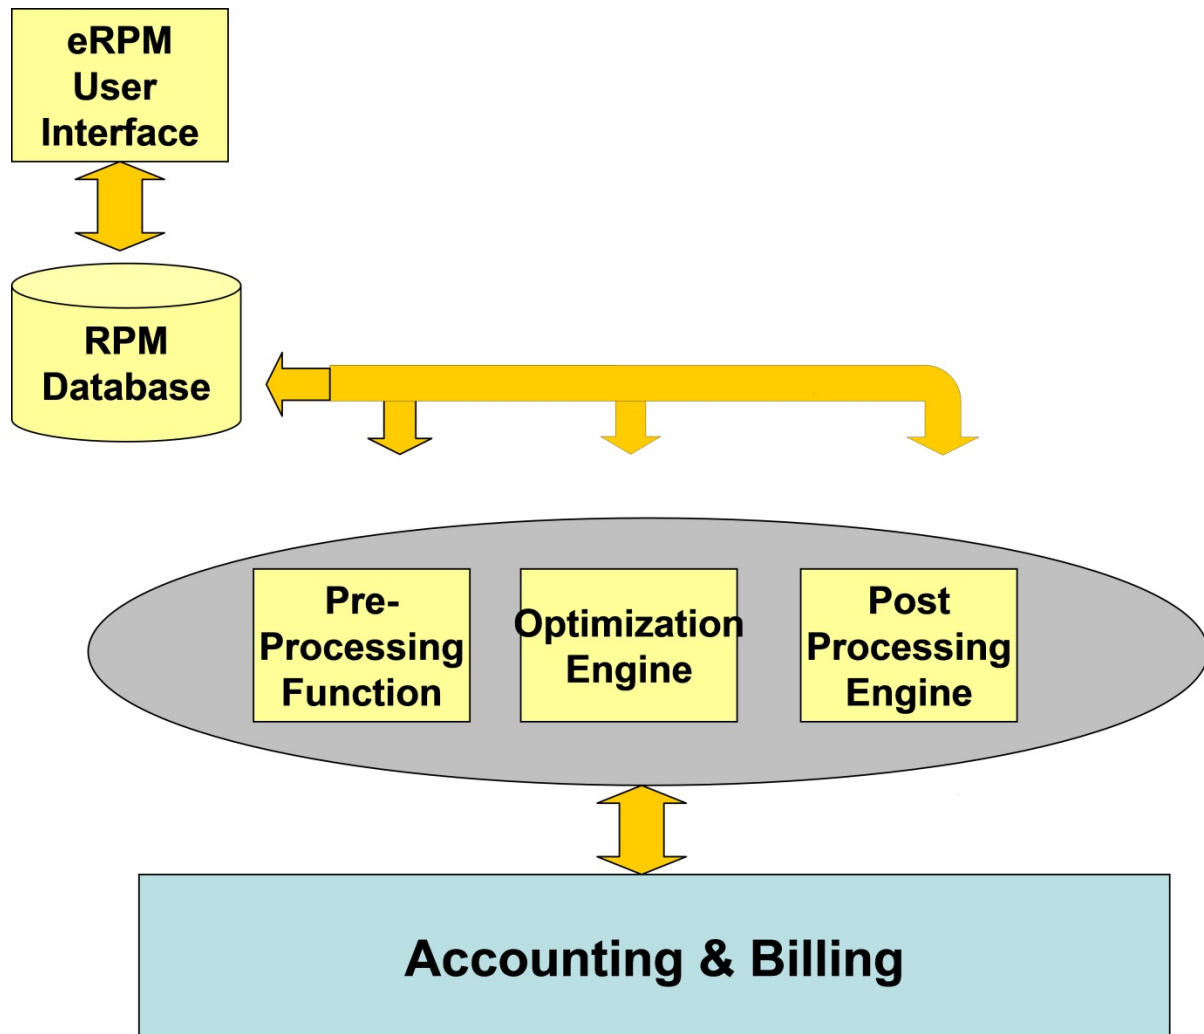 eRPM
User
Interface
RPM
Database
Pre-
Processing
Function
Optimization
Engine
Post
Processing
Engine
Accounting & Billing